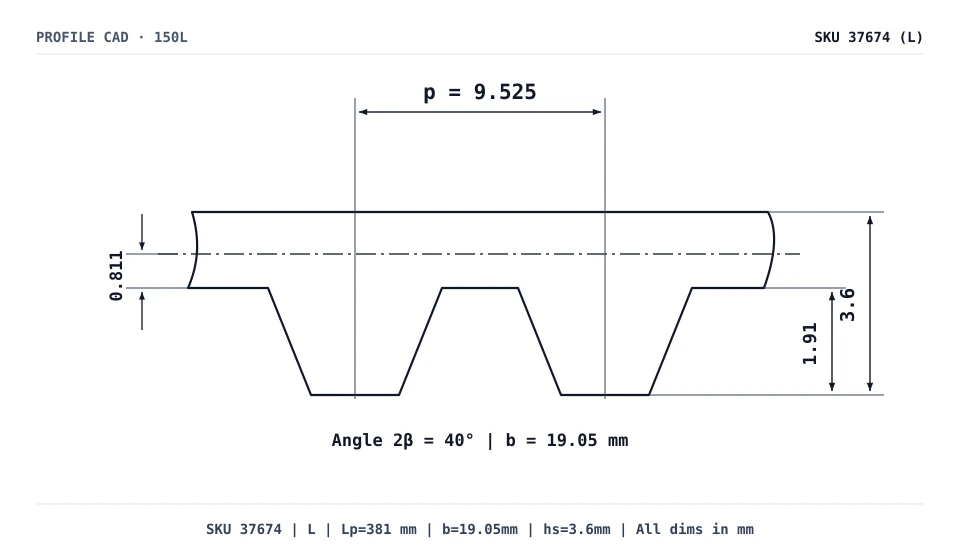 PROFILE CAD · 150L
SKU 37674 (L)
p = 9.525
0.811
3.6
1.91
Angle 2β = 40° | b = 19.05 mm
SKU 37674 | L | Lp=381 mm | b=19.05mm | hs=3.6mm | All dims in mm